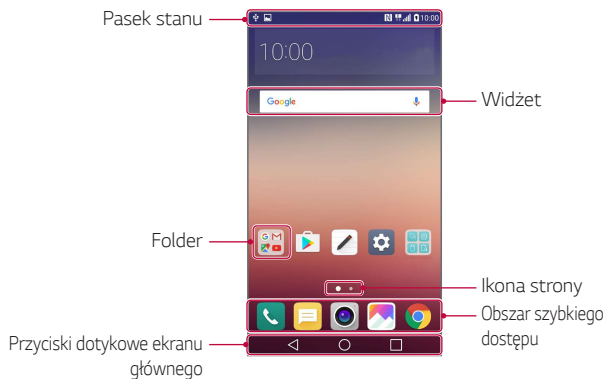 Pasek stanu
10:00
10:00
Google
Widżet
Folder
Ikona strony
Obszar szybkiego
dostępu
Przyciski dotykowe ekranu
głównego